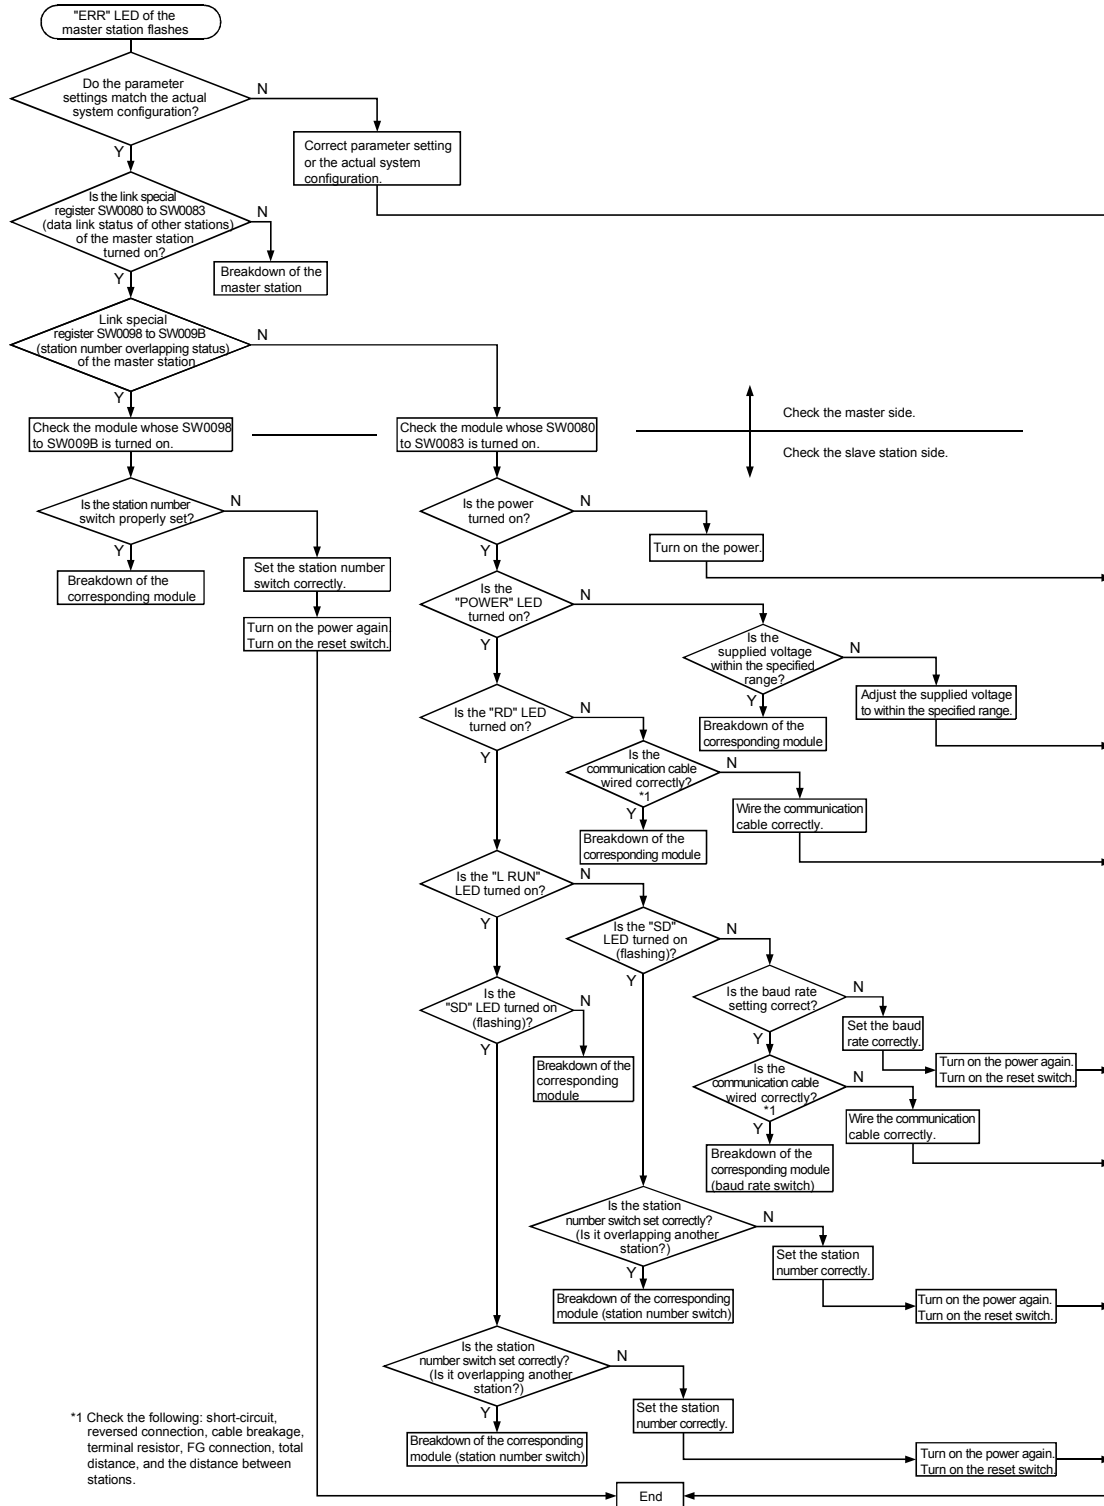 "ERR" LED of the
master station flashes
Do the parameter
settings match the actual
system configuration?
N
Y
Correct parameter setting
or the actual system
configuration.
Is the link special
register SW0080 to SW0083
(data link status of other stations)
of the master station
turned on?
N
Y
Breakdown of the
master station
Link special
register SW0098 to SW009B
(station number overlapping status)
of the master station
N
Y
Check the module whose SW0098
to SW009B is turned on.
Check the module whose SW0080
to SW0083 is turned on.
Check the master side.
Check the slave station side.
Is the station number
switch properly set?
N
Y
Breakdown of the
corresponding module
Set the station number
switch correctly.
Turn on the power again.
Turn on the reset switch.
Is the power
turned on?
N
Y
Turn on the power.
Is the
"POWER" LED
turned on?
N
Y
Is the
supplied voltage
within the specified
range?
N
Y
Adjust the supplied voltage
to within the specified range.
Breakdown of the
corresponding module
Is the "RD" LED
turned on?
N
Y
Is the
communication cable
wired correctly?
*1
N
Y
Wire the communication
cable correctly.
Breakdown of the
corresponding module
Is the "L RUN"
LED turned on?
N
Y
Is the "SD"
LED turned on
(flashing)?
N
Y
Is the baud rate
setting correct?
N
Y
Set the baud
rate correctly.
Turn on the power again.
Turn on the reset switch.
Is the
"SD" LED turned on
(flashing)?
N
Y
Breakdown of the
corresponding
module
Is the
communication cable
wired correctly?
*1
N
Y
Wire the communication
cable correctly.
Breakdown of the
corresponding module
(baud rate switch)
Is the station
number switch set correctly?
(Is it overlapping another
station?)
N
Y
Set the station
number correctly.
Breakdown of the corresponding
module (station number switch)
Turn on the power again.
Turn on the reset switch.
Is the station
number switch set correctly?
(Is it overlapping another
station?)
N
Y
Set the station
number correctly.
Breakdown of the corresponding
module (station number switch)
Turn on the power again.
Turn on the reset switch.
*1 Check the following: short-circuit,
reversed connection, cable breakage,
terminal resistor, FG connection, total
distance, and the distance between
stations.
End